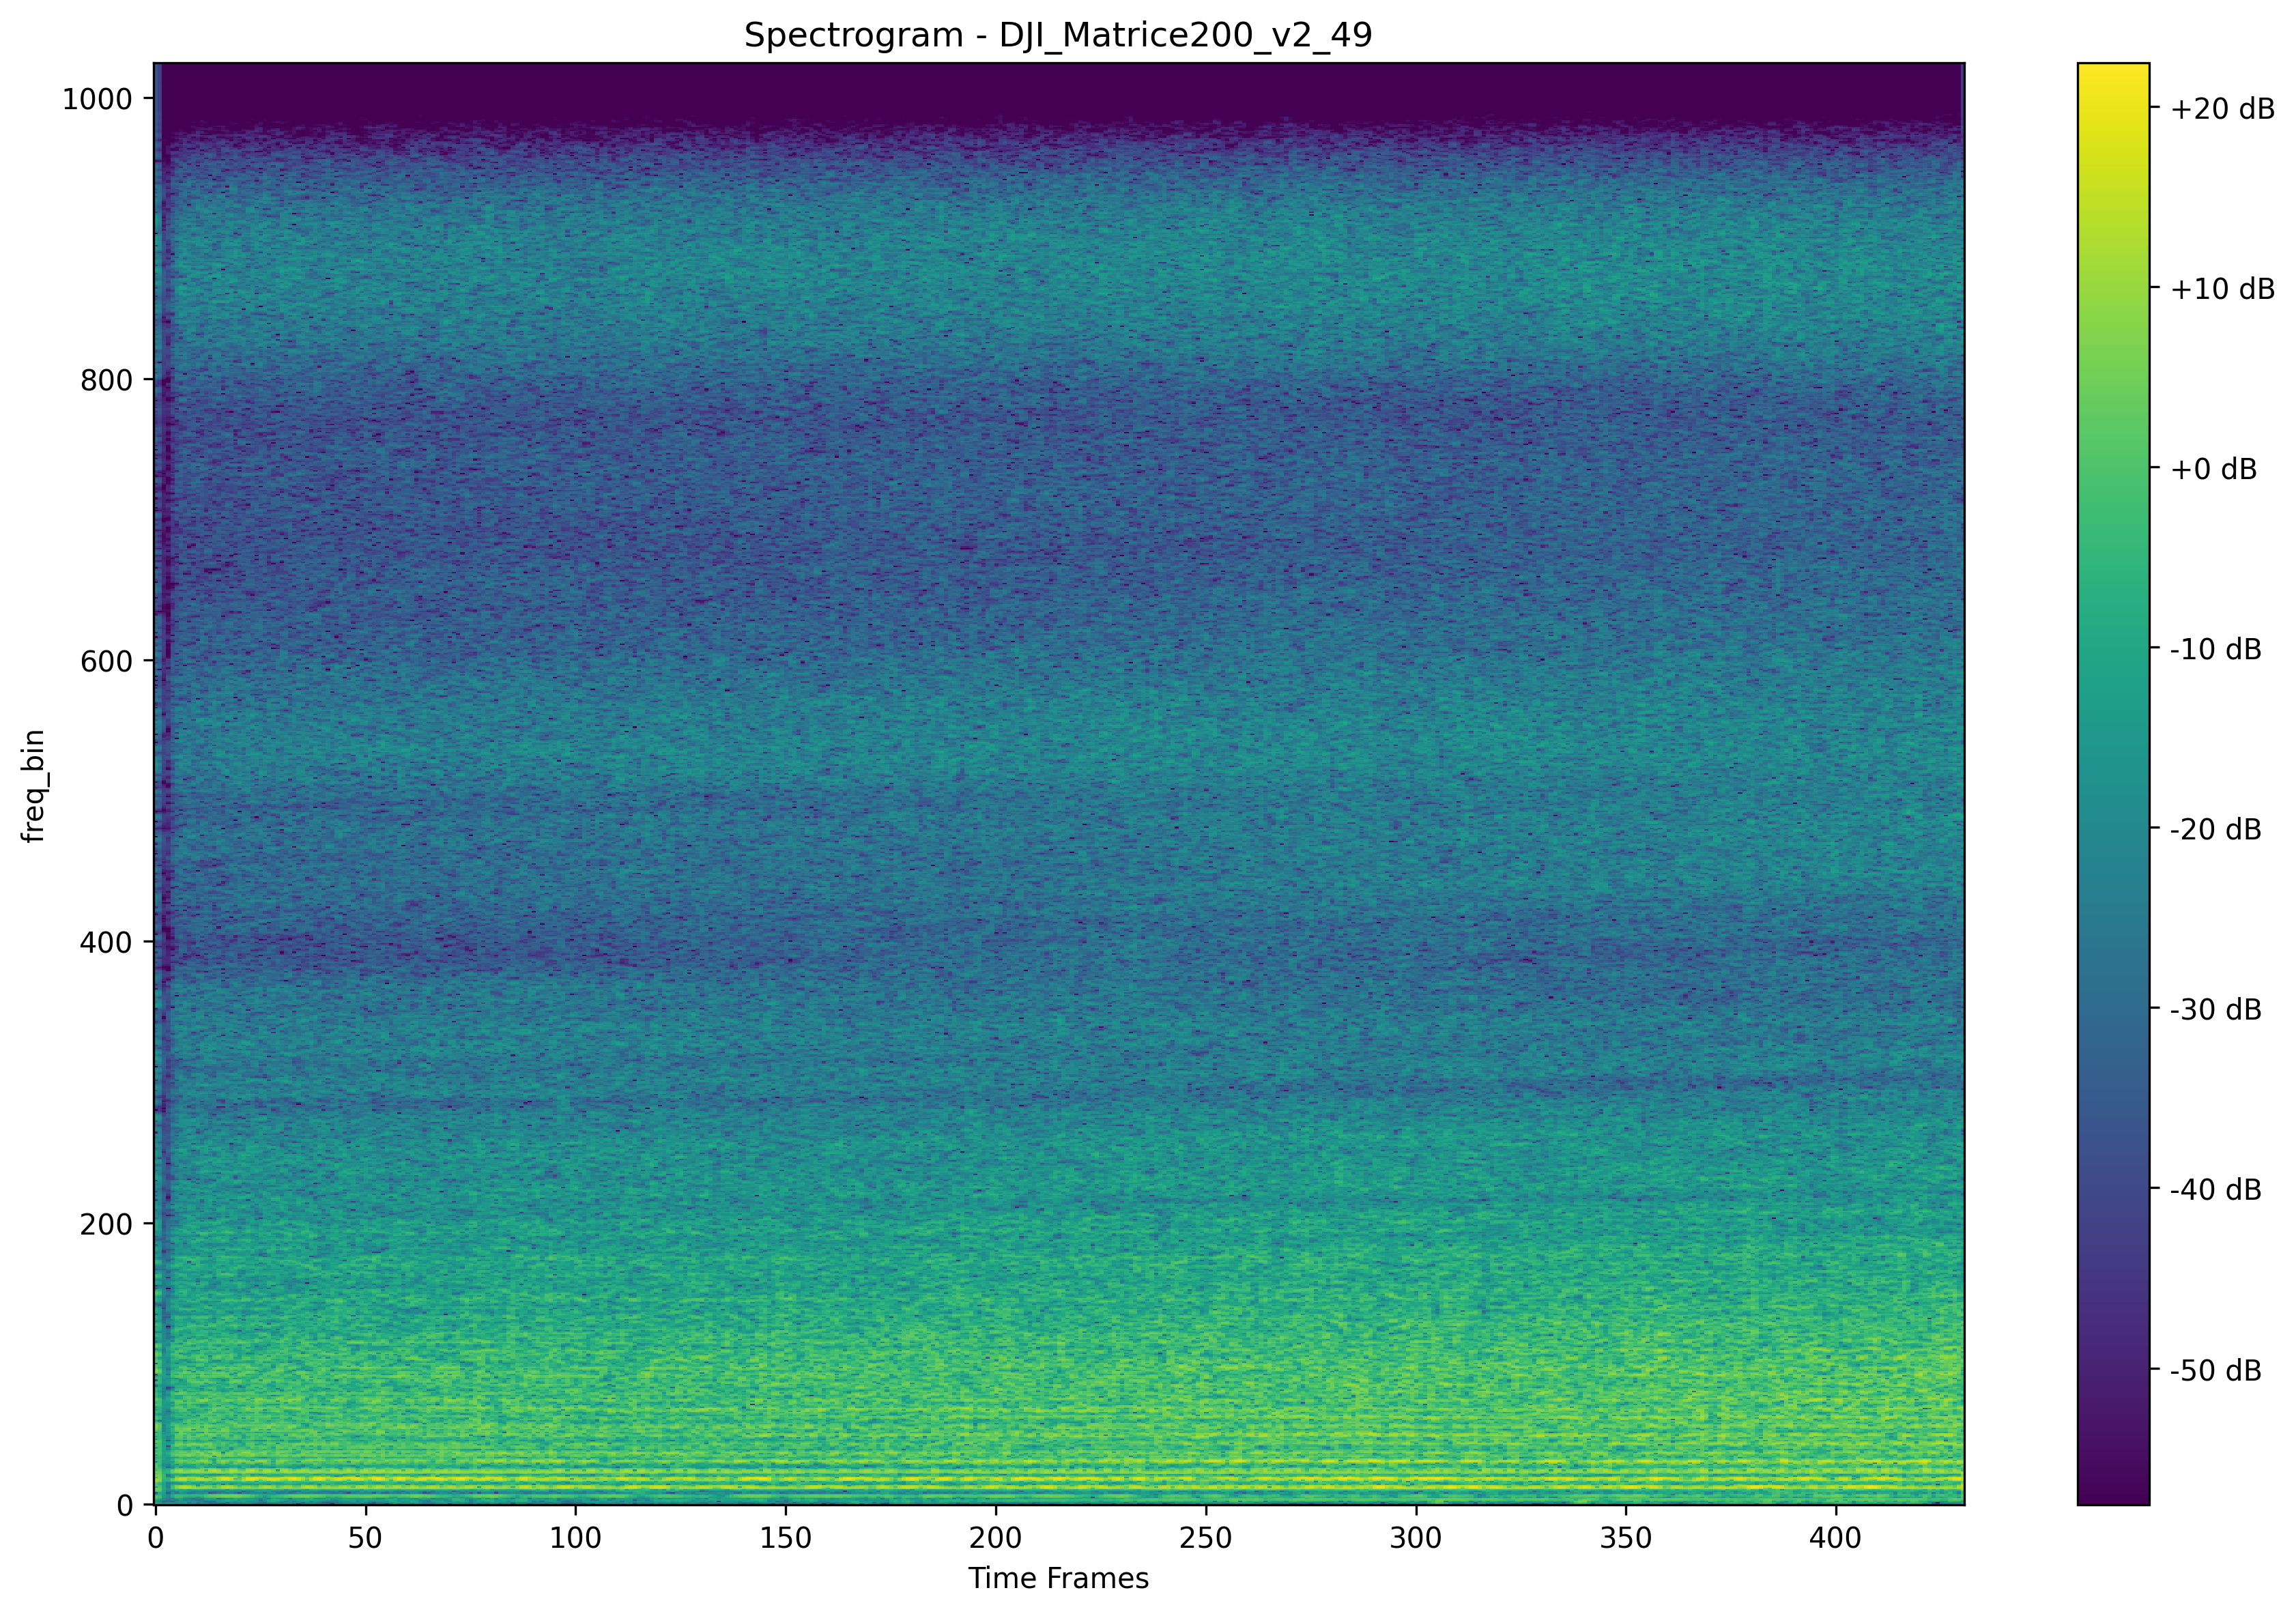 Spectrogram - DJI_Matrice200_v2_49
1000
800
600
400
200
0
freq_bin
0 50 100 150 200 250 300 350 400
Time Frames
+20 dB
+10 dB
+0 dB
-10 dB
-20 dB
-30 dB
-40 dB
-50 dB